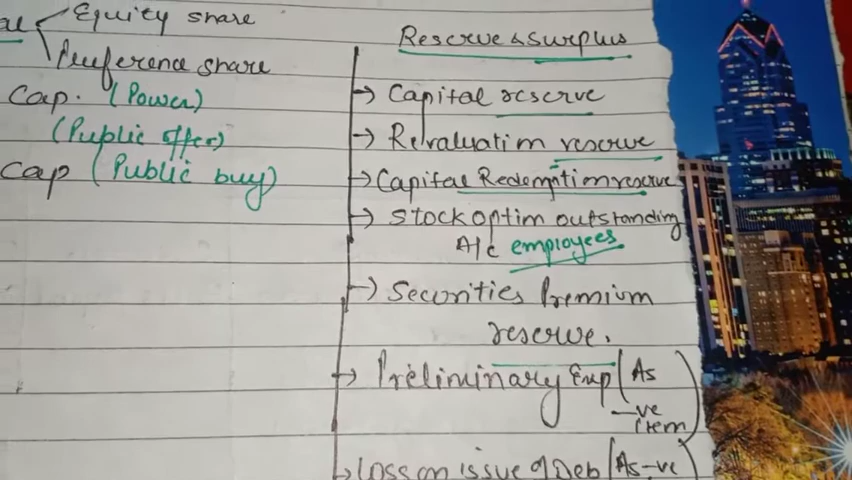 Equity share
Preference share
Cap. (Power)
(Public offer)
Cap (Public buy)
Reserve & surplus
→ Capital reserve
→ Revaluation reserve
→ Capital Redemption reserve
→ Stock option outstanding
A/c employees
→ Securities Premium
reserve.
→ Preliminary Exp (As
-ve
item)
→ Loss on issue of Deb (As -ve